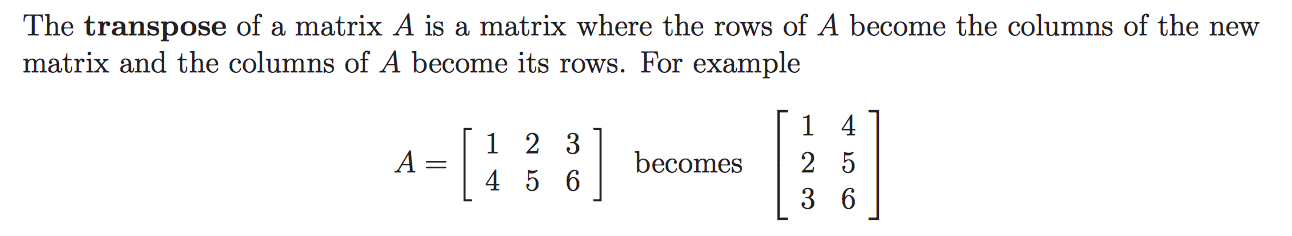 The transpose of a matrix A is a matrix where the rows of A become the columns of the new
matrix and the columns of A become its rows. For example
A = [ 1 2 3
4 5 6 ] becomes [ 1 4
2 5
3 6 ]